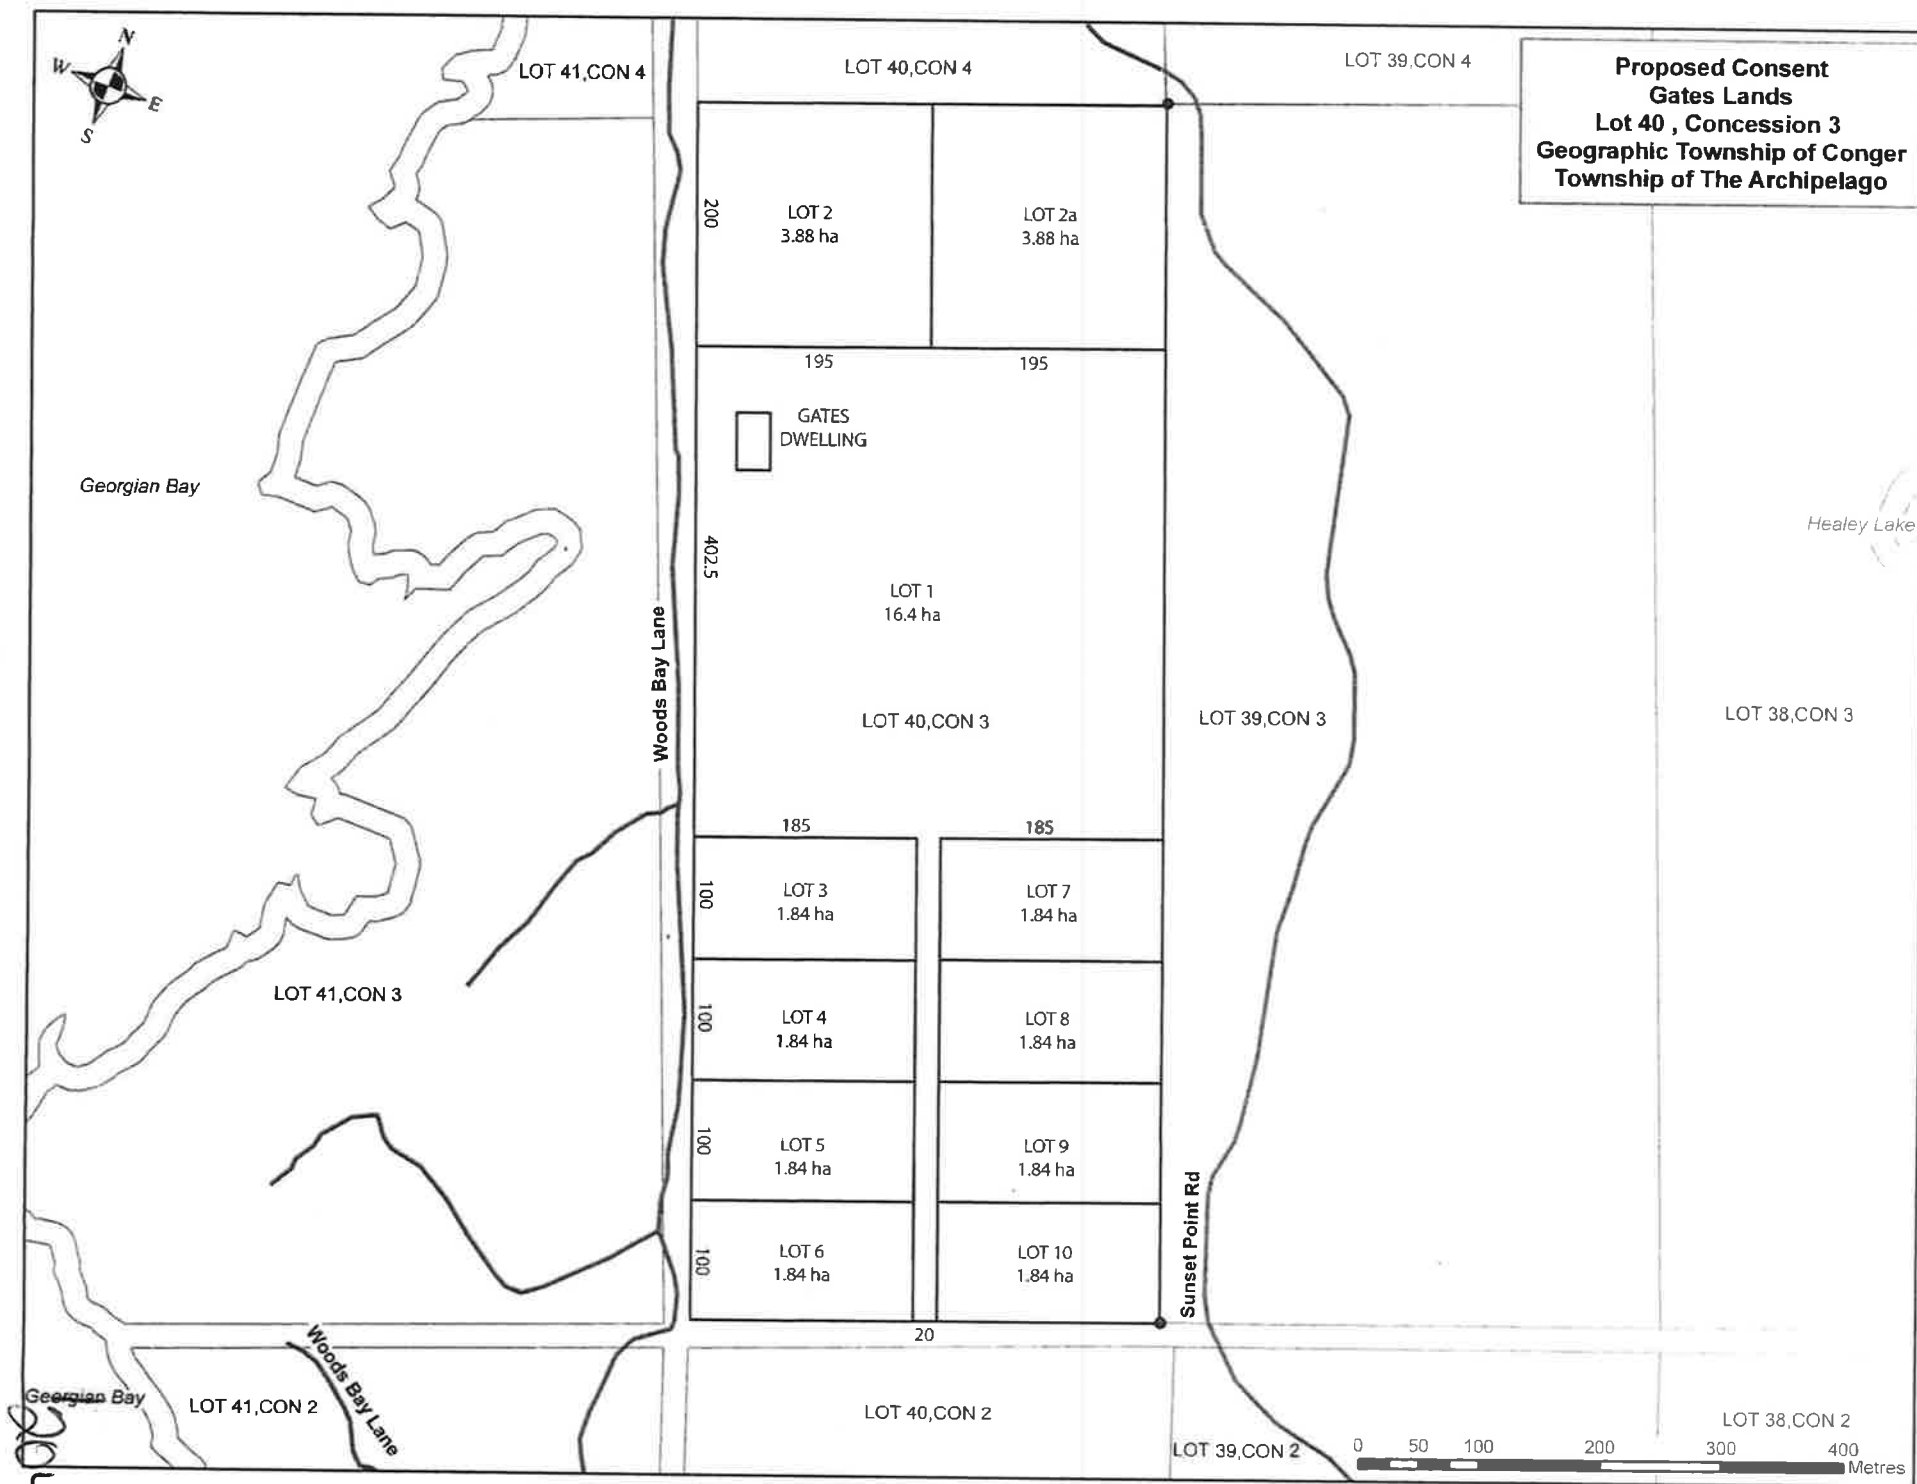 N
W
E
S
LOT 41,CON 4
LOT 40,CON 4
LOT 39,CON 4
Proposed Consent
Gates Lands
Lot 40 , Concession 3
Geographic Township of Conger
Township of The Archipelago
200
LOT 2
3.88 ha
LOT 2a
3.88 ha
195
195
GATES
DWELLING
Georgian Bay
Healey Lake
402.5
LOT 1
16.4 ha
Woods Bay Lane
LOT 40,CON 3
LOT 39,CON 3
LOT 38,CON 3
185
185
100
LOT 3
1.84 ha
LOT 7
1.84 ha
LOT 41,CON 3
100
LOT 4
1.84 ha
LOT 8
1.84 ha
100
LOT 5
1.84 ha
LOT 9
1.84 ha
100
LOT 6
1.84 ha
LOT 10
1.84 ha
Sunset Point Rd
20
Woods Bay Lane
Georgian Bay
LOT 41,CON 2
LOT 40,CON 2
LOT 39,CON 2
LOT 38,CON 2
0 50 100 200 300 400
Metres